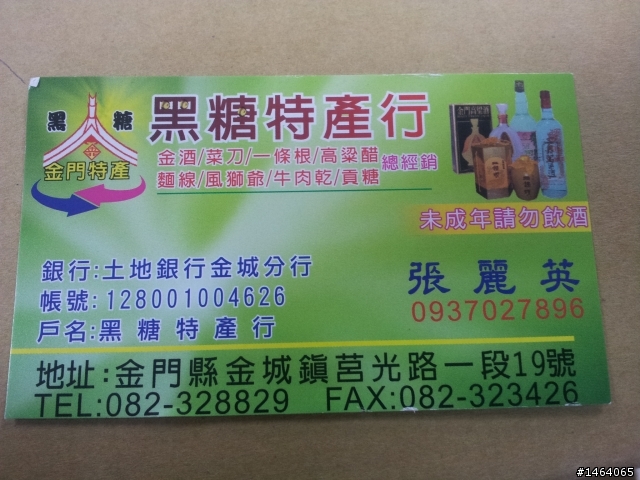 黑 糖
金門特產
黑糖特產行
金酒/菜刀/一條根/高粱醋
麵線/風獅爺/牛肉乾/貢糖
總經銷
未成年請勿飲酒
銀行:土地銀行金城分行
帳號:128001004626
戶名:黑 糖 特 產 行
張 麗 英
0937027896
地址:金門縣金城鎮莒光路一段19號
TEL:082-328829 FAX:082-323426
#1464065